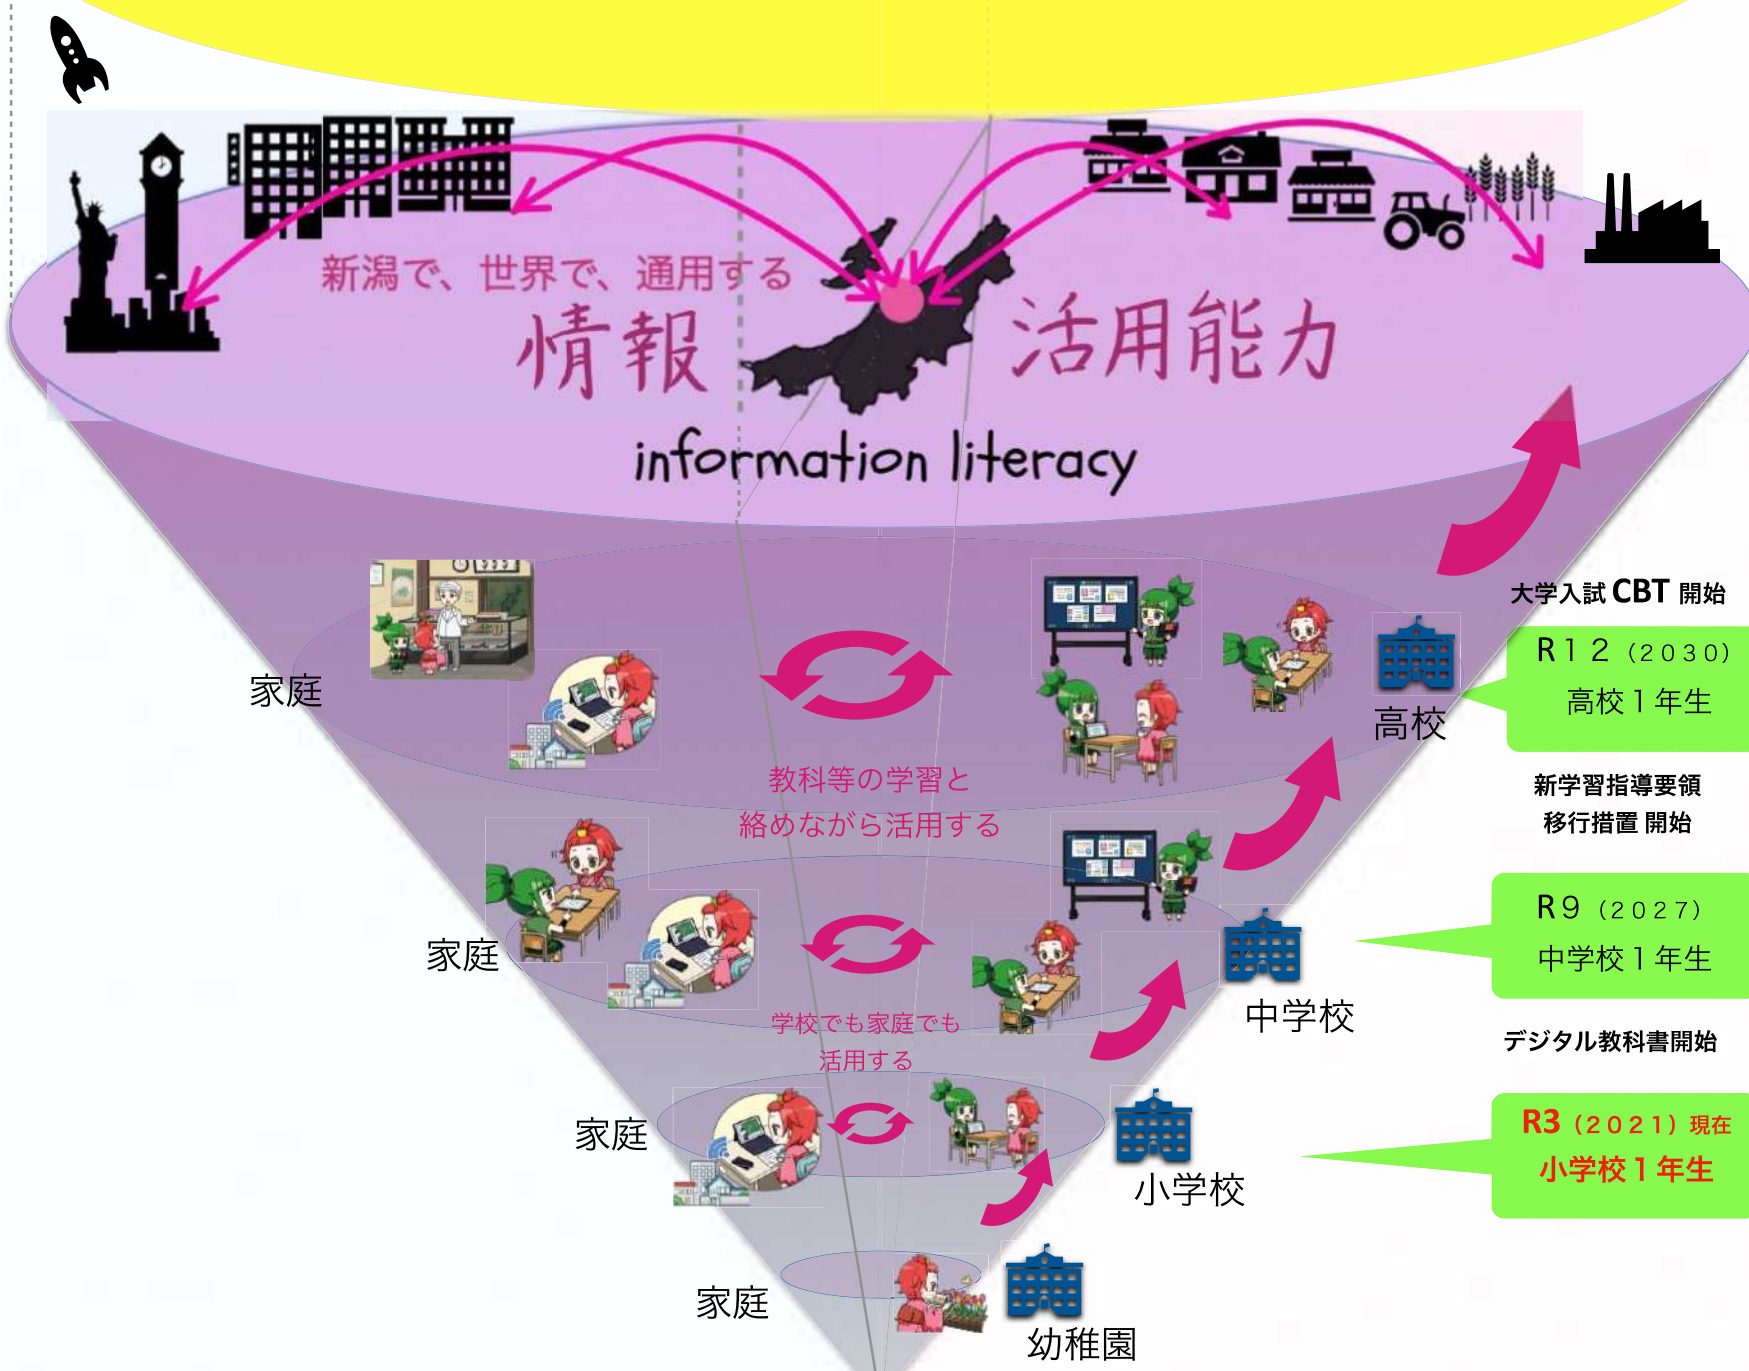 新潟で、世界で、通用する
情報 活用能力
information literacy
大学入試 CBT 開始
R１２（２０３０）
高校１年生
家庭
高校
教科等の学習と
絡めながら活用する
新学習指導要領
移行措置 開始
R９（２０２７）
中学校１年生
家庭
中学校
学校でも家庭でも
活用する
デジタル教科書開始
R3（２０２１）現在
小学校１年生
家庭
小学校
家庭
幼稚園